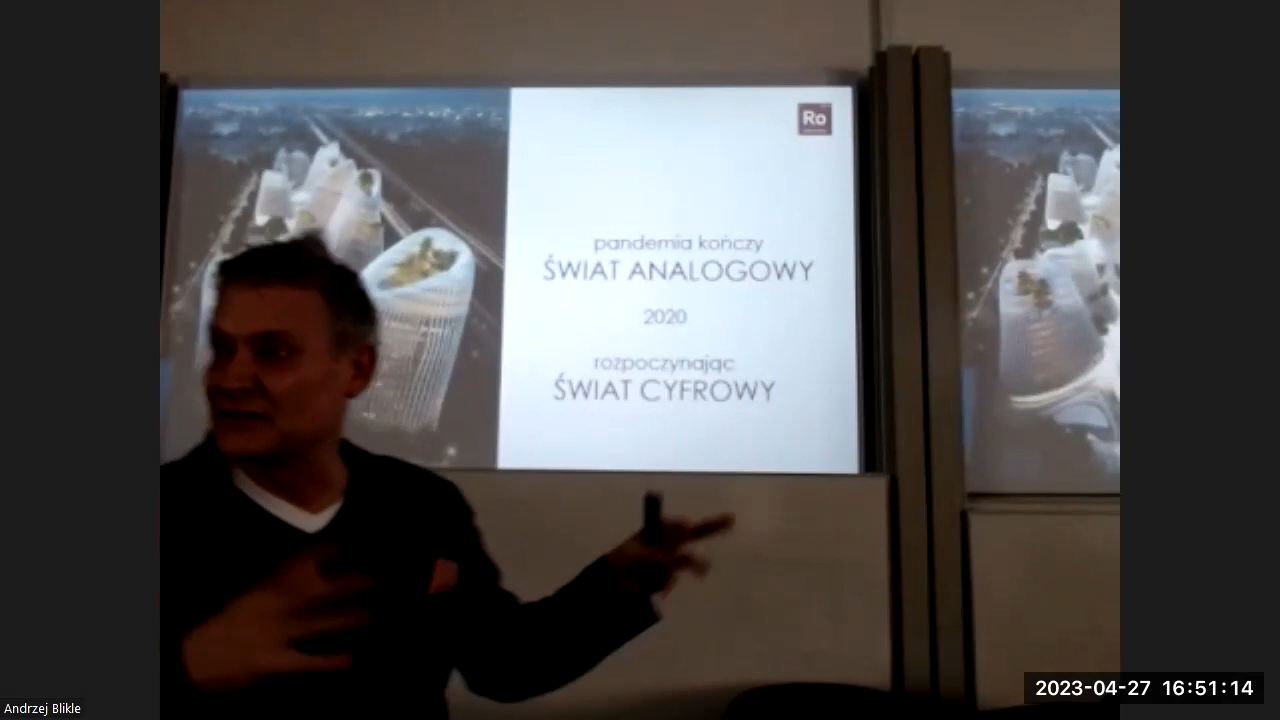 Ro
pandemia kończy
ŚWIAT ANALOGOWY
2020
rozpoczynając
ŚWIAT CYFROWY
Andrzej Blikle
2023-04-27 16:51:14